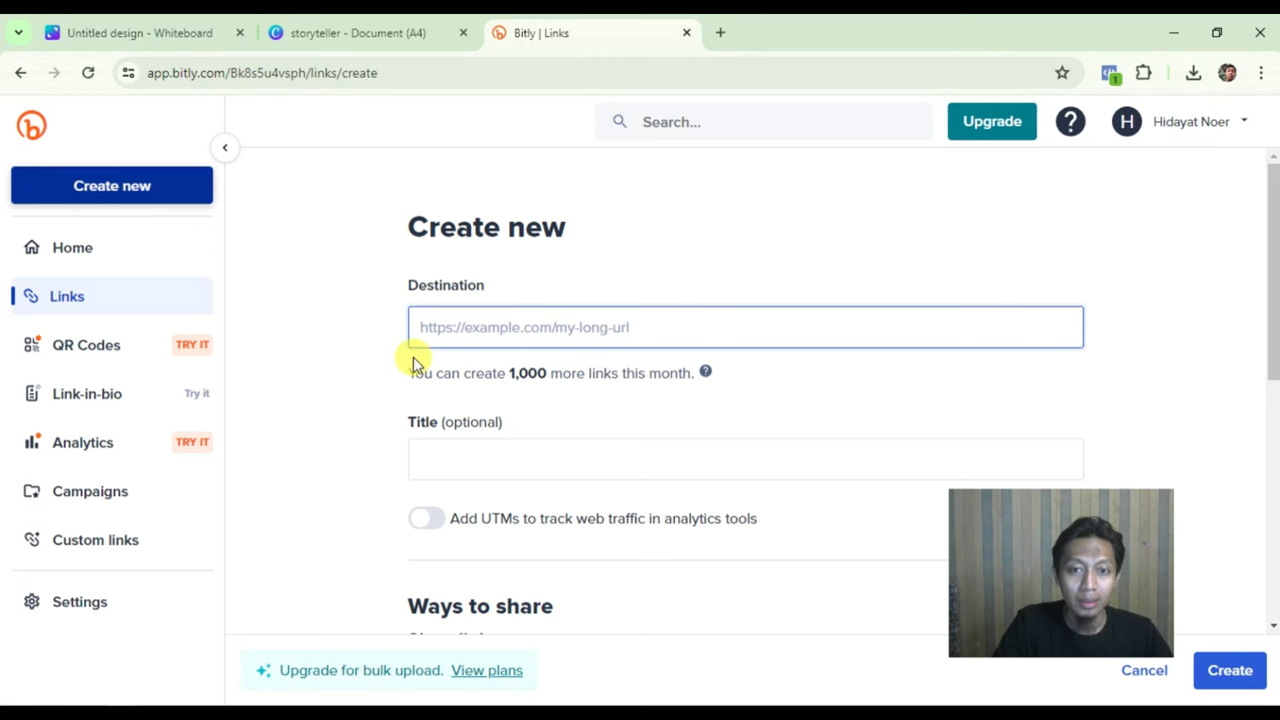 Untitled design - Whiteboard
storyteller - Document (A4)
Bitly | Links
app.bitly.com/Bk8s5u4vsph/links/create
1
Search...
Upgrade
H
Hidayat Noer
Create new
Home
Links
QR Codes
TRY IT
Link-in-bio
Try it
Analytics
TRY IT
Campaigns
Custom links
Settings
Create new
Destination
https://example.com/my-long-url
You can create 1,000 more links this month.
Title (optional)
Add UTMs to track web traffic in analytics tools
Ways to share
Upgrade for bulk upload. View plans
Cancel
Create